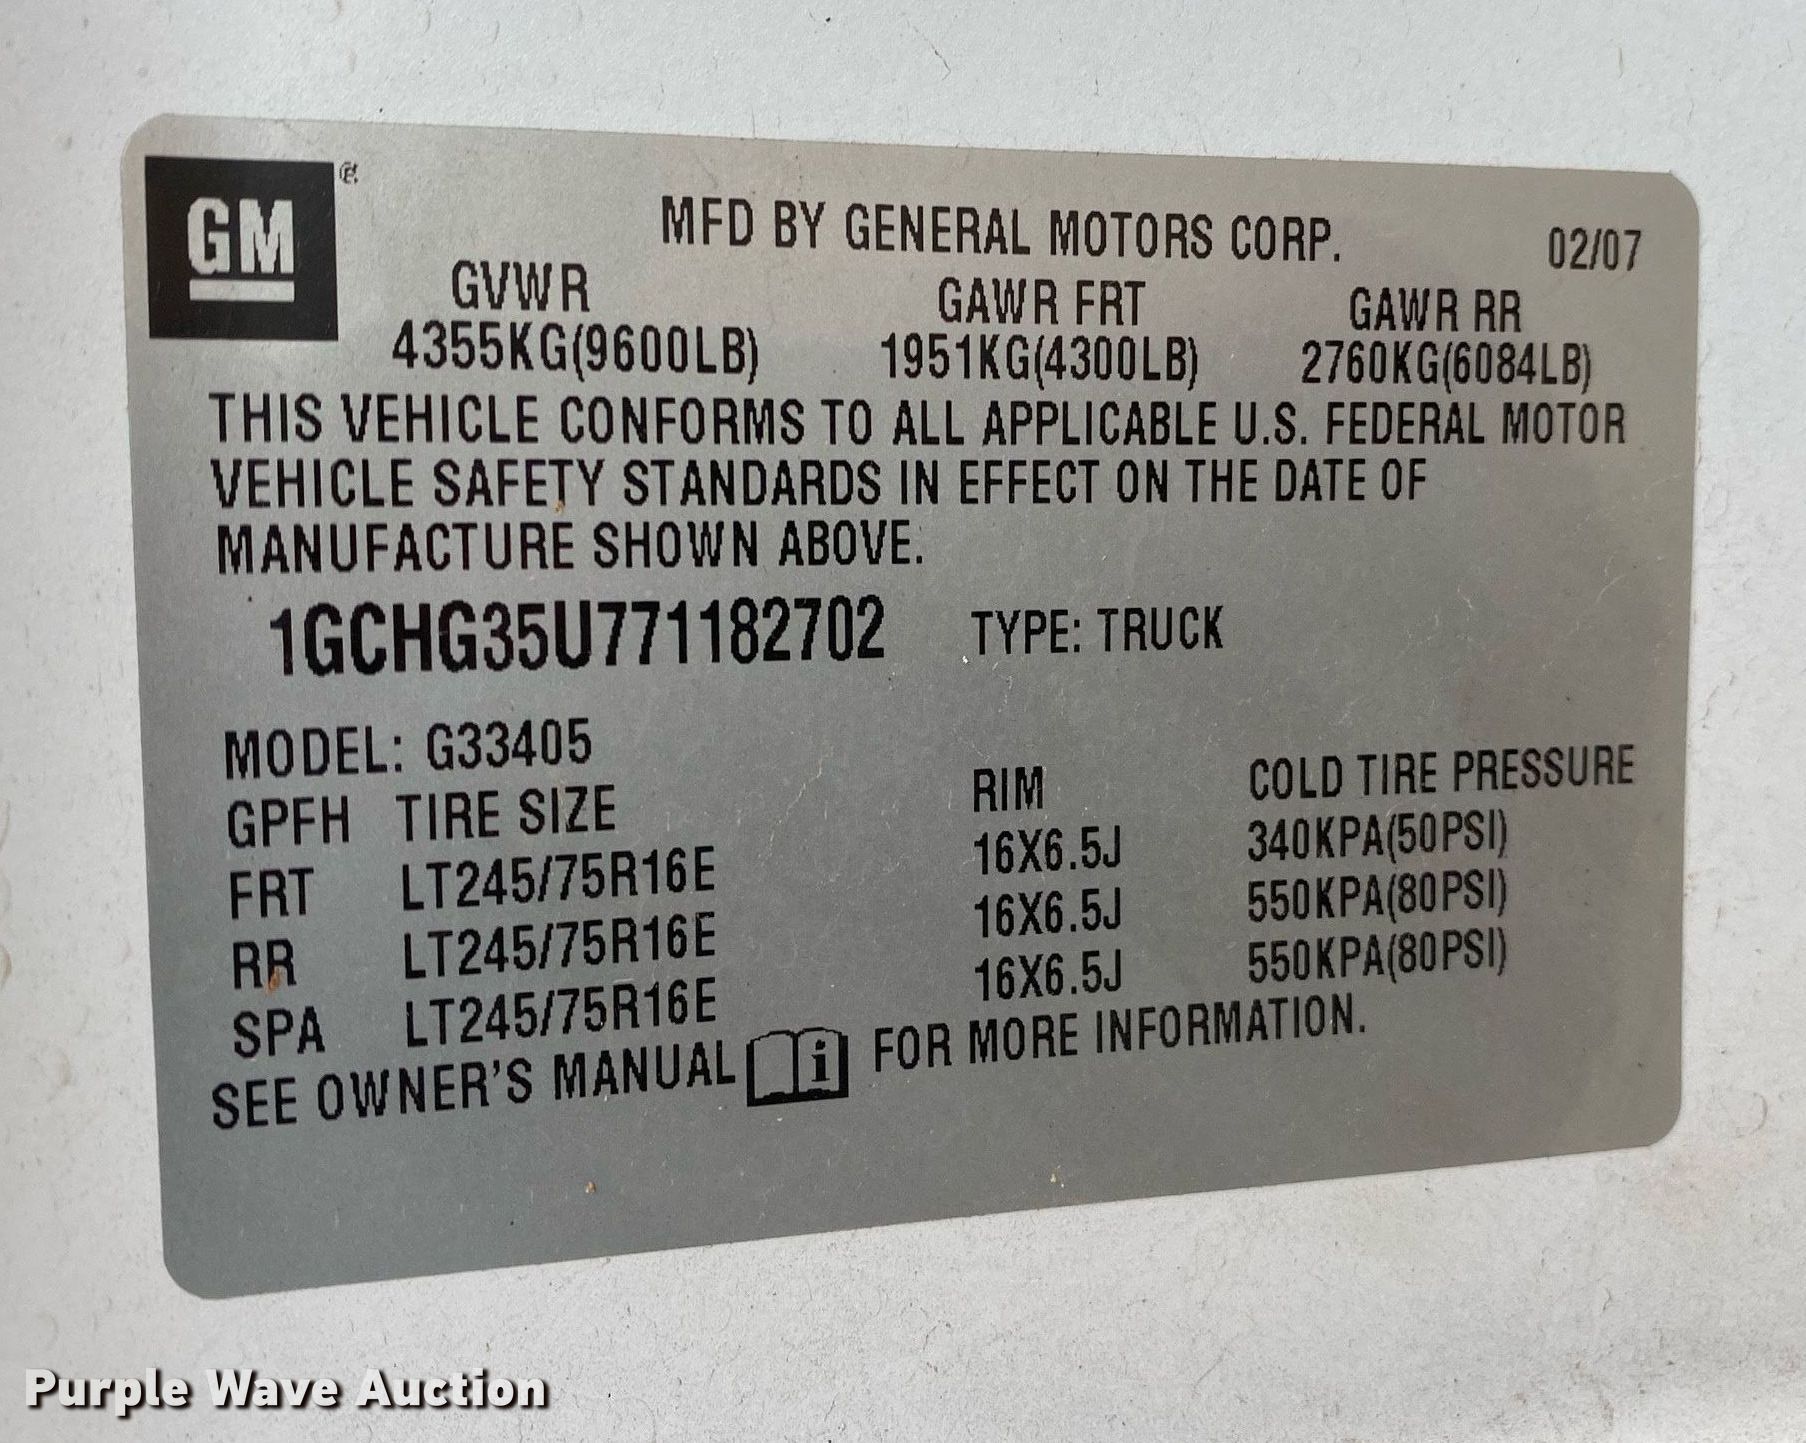 GM ®
MFD BY GENERAL MOTORS CORP. 02/07
GVWR GAWR FRT GAWR RR
4355KG(9600LB) 1951KG(4300LB) 2760KG(6084LB)
THIS VEHICLE CONFORMS TO ALL APPLICABLE U.S. FEDERAL MOTOR
VEHICLE SAFETY STANDARDS IN EFFECT ON THE DATE OF
MANUFACTURE SHOWN ABOVE.
1GCHG35U771182702 TYPE: TRUCK
MODEL: G33405
GPFH TIRE SIZE RIM COLD TIRE PRESSURE
FRT LT245/75R16E 16X6.5J 340KPA(50PSI)
RR LT245/75R16E 16X6.5J 550KPA(80PSI)
SPA LT245/75R16E 16X6.5J 550KPA(80PSI)
SEE OWNER'S MANUAL i FOR MORE INFORMATION.
Purple Wave Auction